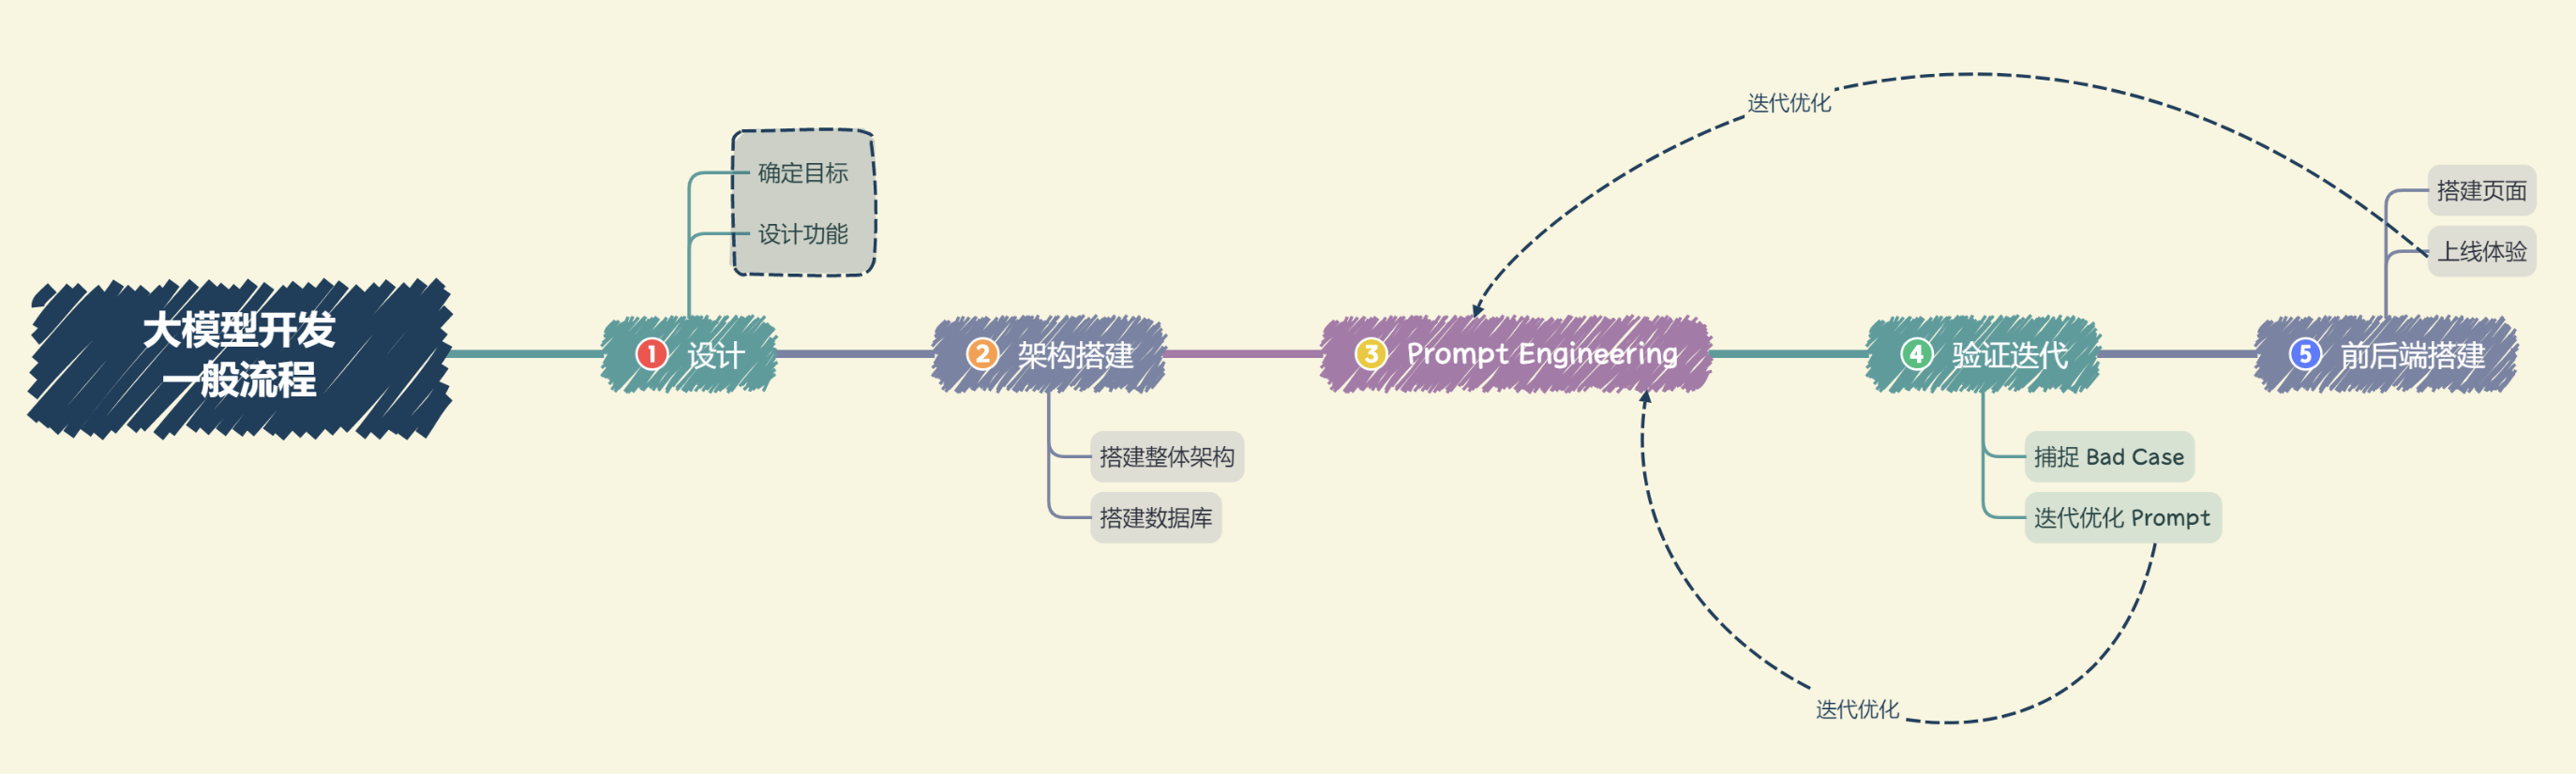 大模型开发
一般流程
1 设计
确定目标
设计功能
2 架构搭建
搭建整体架构
搭建数据库
3 Prompt Engineering
4 验证迭代
捕捉 Bad Case
迭代优化 Prompt
迭代优化
5 前后端搭建
搭建页面
上线体验
迭代优化